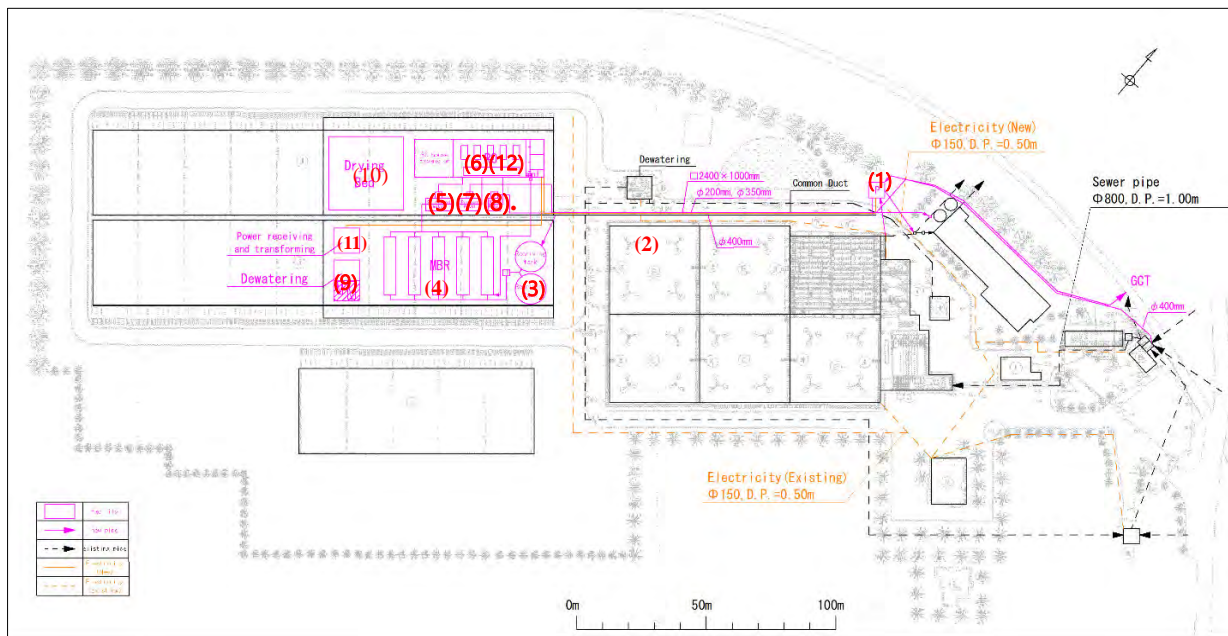 Electricity(New)
Φ150, D. P. =0.50m
Sewer pipe
Φ800, D. P. =1.00m
Dewatering
□2400×1000mm
φ200mm, φ350mm
Common Duct
φ400mm
(1)
(2)
Drying
Bed
(10)
(6)(12)
(5)(7)(8).
(11)
Power receiving
and transforming
Dewatering
(9)
MBR
(4)
(3)
GCT
φ400mm
Electricity(Existing)
Φ150, D. P. =0.50m
0m
50m
100m